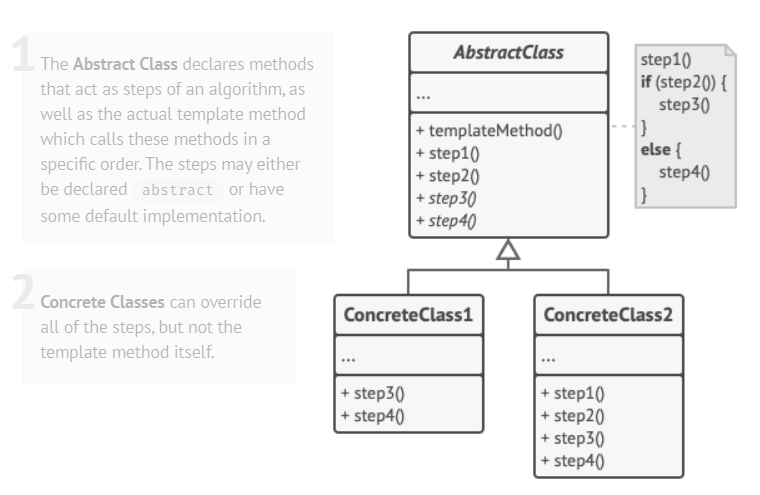 1
The Abstract Class declares methods
that act as steps of an algorithm, as
well as the actual template method
which calls these methods in a
specific order. The steps may either
be declared abstract or have
some default implementation.
2
Concrete Classes can override
all of the steps, but not the
template method itself.
AbstractClass
...
+ templateMethod()
+ step1()
+ step2()
+ step3()
+ step4()
step1()
if (step2()) {
step3()
}
else {
step4()
}
ConcreteClass1
...
+ step3()
+ step4()
ConcreteClass2
...
+ step1()
+ step2()
+ step3()
+ step4()